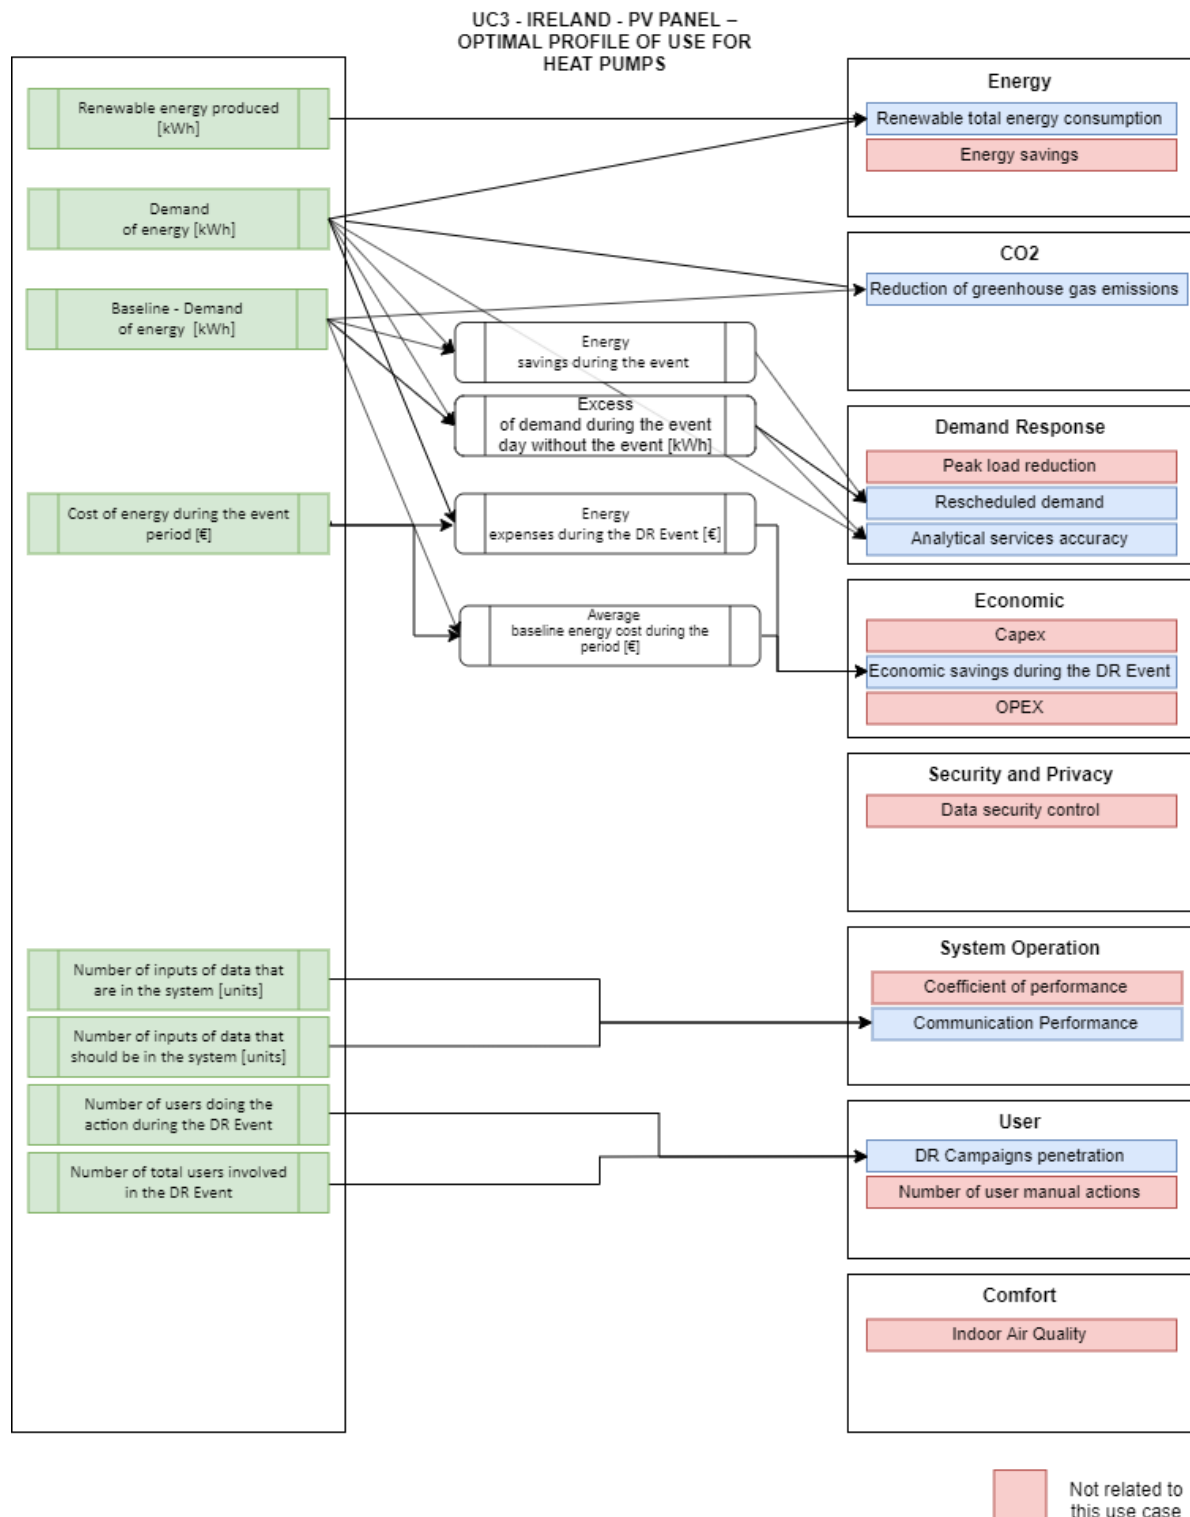 UC3 - IRELAND - PV PANEL –
OPTIMAL PROFILE OF USE FOR
HEAT PUMPS
Renewable energy produced
[kWh]
Demand
of energy [kWh]
Baseline - Demand
of energy [kWh]
Cost of energy during the event
period [€]
Number of inputs of data that
are in the system [units]
Number of inputs of data that
should be in the system [units]
Number of users doing the
action during the DR Event
Number of total users involved
in the DR Event
Energy
savings during the event
Excess
of demand during the event
day without the event [kWh]
Energy
expenses during the DR Event [€]
Average
baseline energy cost during the
period [€]
Energy
Renewable total energy consumption
Energy savings
CO2
Reduction of greenhouse gas emissions
Demand Response
Peak load reduction
Rescheduled demand
Analytical services accuracy
Economic
Capex
Economic savings during the DR Event
OPEX
Security and Privacy
Data security control
System Operation
Coefficient of performance
Communication Performance
User
DR Campaigns penetration
Number of user manual actions
Comfort
Indoor Air Quality
Not related to
this use case